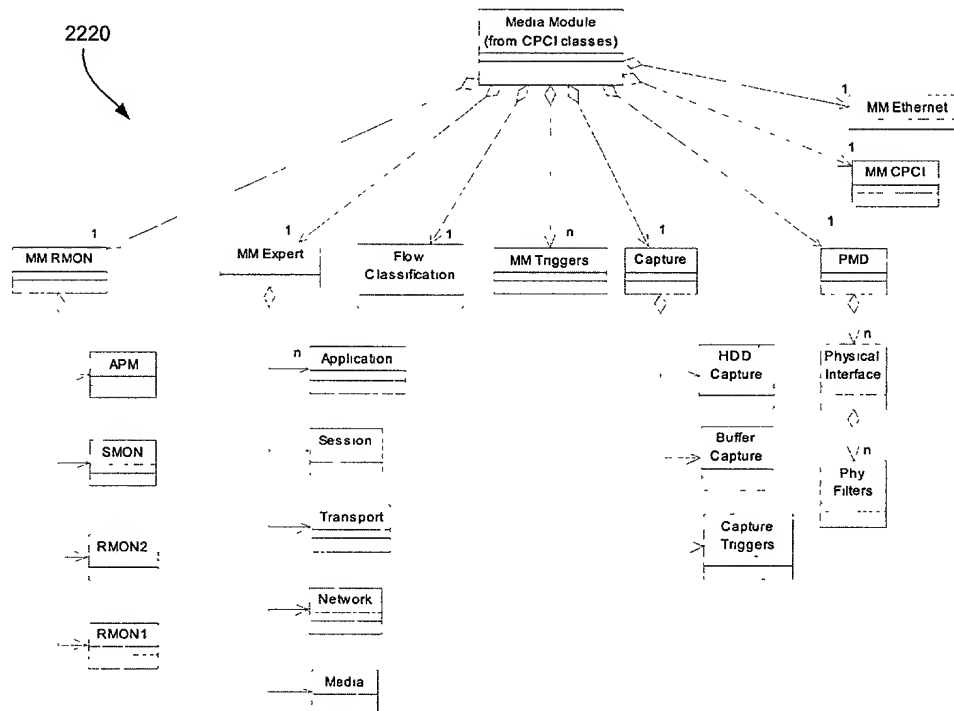 2220
Media Module
(from CPCI classes)
1
MM Ethernet
1
MM CPCI
1
MM RMON
1
MM Expert
1
Flow
Classification
n
MM Triggers
1
Capture
1
PMD
APM
SMON
RMON2
RMON1
n
Application
Session
Transport
Network
Media
HDD
Capture
Buffer
Capture
Capture
Triggers
n
Physical
Interface
n
Phy
Filters